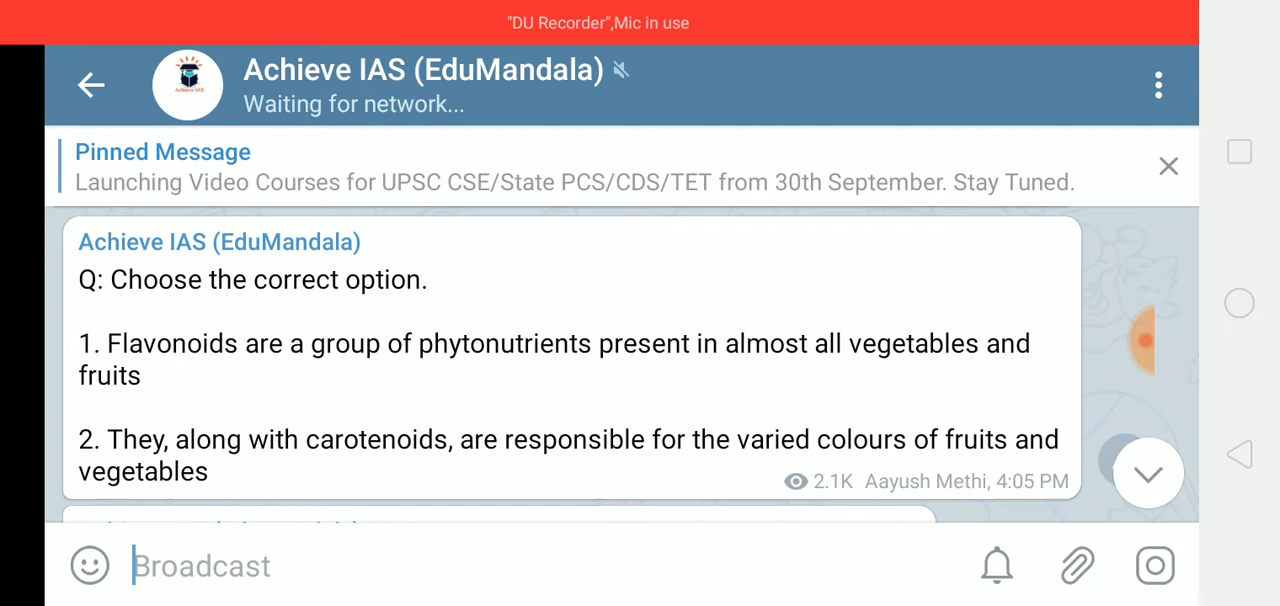 "DU Recorder",Mic in use
Achieve IAS (EduMandala)
Waiting for network...
Pinned Message
Launching Video Courses for UPSC CSE/State PCS/CDS/TET from 30th September. Stay Tuned.
Achieve IAS (EduMandala)
Q: Choose the correct option.
1. Flavonoids are a group of phytonutrients present in almost all vegetables and
fruits
2. They, along with carotenoids, are responsible for the varied colours of fruits and
vegetables
2.1K Aayush Methi, 4:05 PM
Broadcast